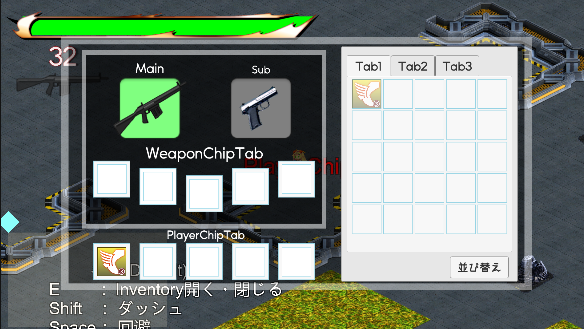 32
Main
Sub
WeaponChipTab
PlayerChipTab
Tab1
Tab2
Tab3
並び替え
E : Inventory開く・閉じる
Shift : ダッシュ
Space : 回避